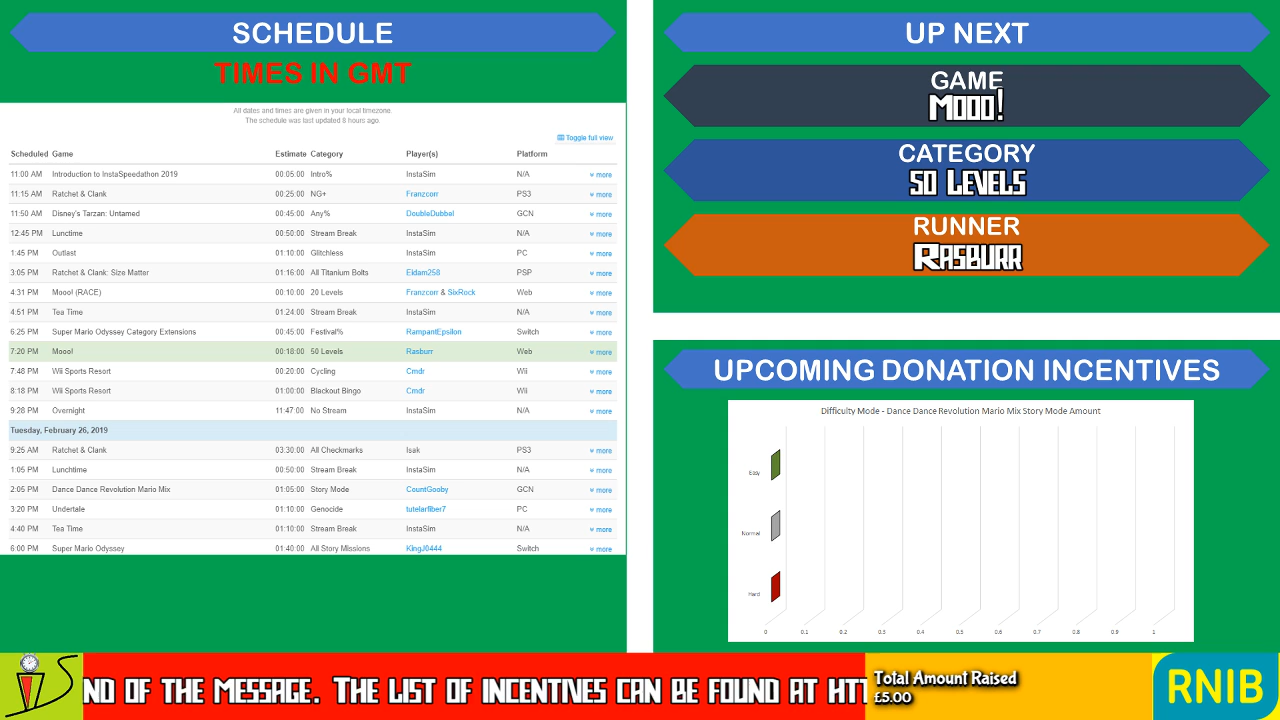 SCHEDULE
TIMES IN GMT
All dates and times are given in your local timezone.
The schedule was last updated 8 hours ago.
Toggle full view
Scheduled Game Estimate Category Player(s) Platform
11:00 AM Introduction to InstaSpeedathon 2019 00:05:00 Intro% InstaSim N/A more
11:15 AM Ratchet & Clank 00:25:00 NG+ Franzcorr PS3 more
11:50 AM Disney's Tarzan: Untamed 00:45:00 Any% DoubleDubbel GCN more
12:45 PM Lunctime 00:50:00 Stream Break InstaSim N/A more
1:45 PM Outlast 01:10:00 Glitchless InstaSim PC more
3:05 PM Ratchet & Clank: Size Matter 01:16:00 All Titanium Bolts Eidam258 PSP more
4:31 PM Mooo! (RACE) 00:10:00 20 Levels Franzcorr & SixRock Web more
4:51 PM Tea Time 01:24:00 Stream Break InstaSim N/A more
6:25 PM Super Mario Odyssey Category Extensions 00:45:00 Festival% RampantEpsilon Switch more
7:20 PM Mooo! 00:18:00 50 Levels Rasburr Web more
7:48 PM Wii Sports Resort 00:20:00 Cycling Cmdr Wii more
8:18 PM Wii Sports Resort 01:00:00 Blackout Bingo Cmdr Wii more
9:28 PM Overnight 11:47:00 No Stream InstaSim N/A more
Tuesday, February 26, 2019
9:25 AM Ratchet & Clank 03:30:00 All Checkmarks Isak PS3 more
1:05 PM Lunchtime 00:50:00 Stream Break InstaSim N/A more
2:05 PM Dance Dance Revolution Mario Mix 01:05:00 Story Mode CountGooby GCN more
3:20 PM Undertale 01:10:00 Genocide tutelarfiber7 PC more
4:40 PM Tea Time 01:10:00 Stream Break InstaSim N/A more
6:00 PM Super Mario Odyssey 01:40:00 All Story Missions KingJ0444 Switch more
UP NEXT
GAME
Mooo!
CATEGORY
50 Levels
RUNNER
Rasburr
UPCOMING DONATION INCENTIVES
Difficulty Mode - Dance Dance Revolution Mario Mix Story Mode Amount
Easy
Normal
Hard
0 0.1 0.2 0.3 0.4 0.5 0.6 0.7 0.8 0.9 1
ND OF THE MESSAGE. THE LIST OF INCENTIVES CAN BE FOUND AT HTT
Total Amount Raised
£5.00
RNIB